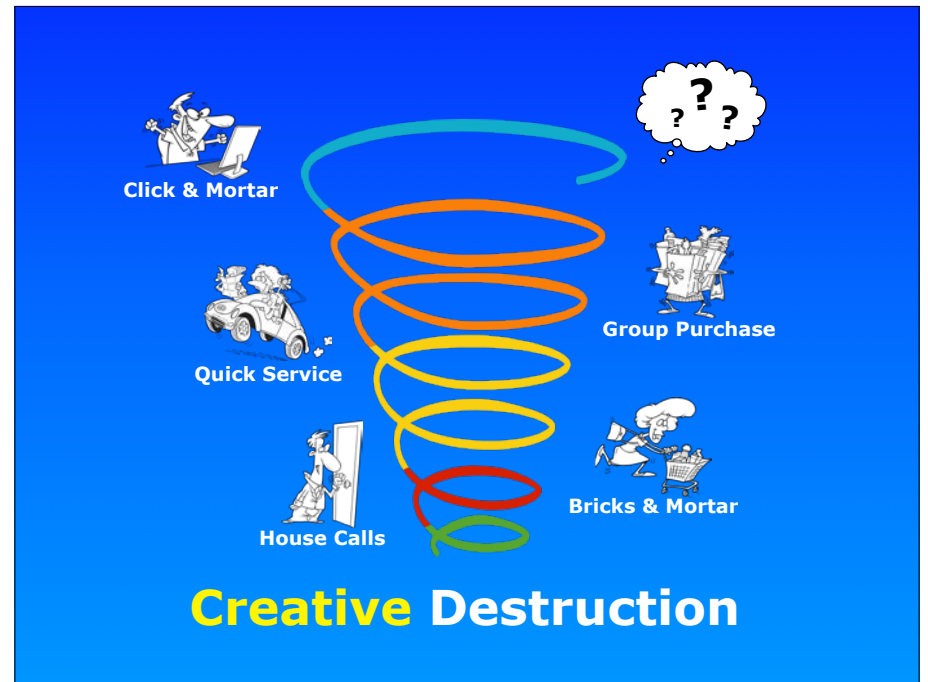 ? ? ?
Click & Mortar
Group Purchase
Quick Service
Bricks & Mortar
House Calls
Creative Destruction